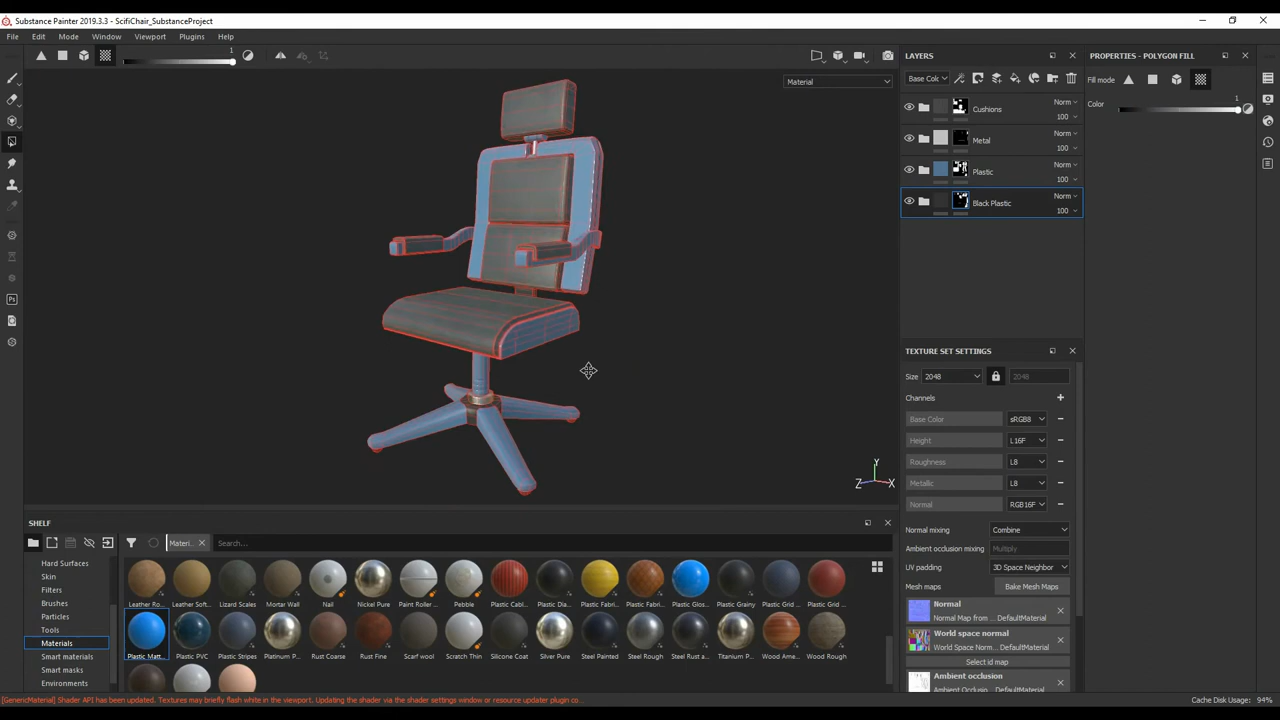 Substance Painter 2019.3.3 - ScifiChair_SubstanceProject
File Edit Mode Window Viewport Plugins Help
1
Material
LAYERS
Base Colc
Cushions Norm 100
Metal Norm 100
Plastic Norm 100
Black Plastic Norm 100
PROPERTIES - POLYGON FILL
Fill mode
Color 1
TEXTURE SET SETTINGS
Size 2048 2048
Channels
Base Color sRGB8
Height L16F
Roughness L8
Metallic L8
Normal RGB16F
Normal mixing Combine
Ambient occlusion mixing Multiply
UV padding 3D Space Neighbor
Mesh maps Bake Mesh Maps
Normal
Normal Map from ...DefaultMaterial
World space normal
World Space Norm...DefaultMaterial
Select id map
Ambient occlusion
Ambient Occlusio...DefaultMaterial
Y
Z X
SHELF
Materi... Search...
Hard Surfaces
Skin
Filters
Brushes
Particles
Tools
Materials
Smart materials
Smart masks
Environments
Leather Ro... Leather Soft... Lizard Scales Mortar Wall Nail Nickel Pure Paint Roller ... Pebble Plastic Cabl... Plastic Dia... Plastic Fabri... Plastic Fabri... Plastic Glos... Plastic Grainy Plastic Grid ... Plastic Grid ...
Plastic Matt... Plastic PVC Plastic Stripes Platinum P... Rust Coarse Rust Fine Scarf wool Scratch Thin Silicone Coat Silver Pure Steel Painted Steel Rough Steel Rust a... Titanium P... Wood Ame... Wood Rough
[GenericMaterial] Shader API has been updated. Textures may briefly flash white in the viewport. Updating the shader via the shader settings window or resource updater plugin co...
Cache Disk Usage: 94%